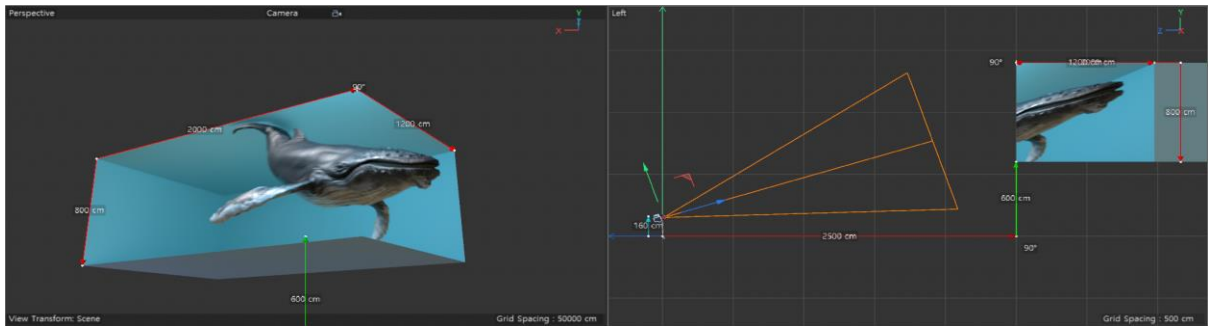 Perspective
Camera
Y
X
90°
2000 cm
1200 cm
800 cm
600 cm
View Transform: Scene
Grid Spacing : 50000 cm
Left
Y
Z X
90°
800 cm
600 cm
160 cm
2500 cm
90°
Grid Spacing : 500 cm